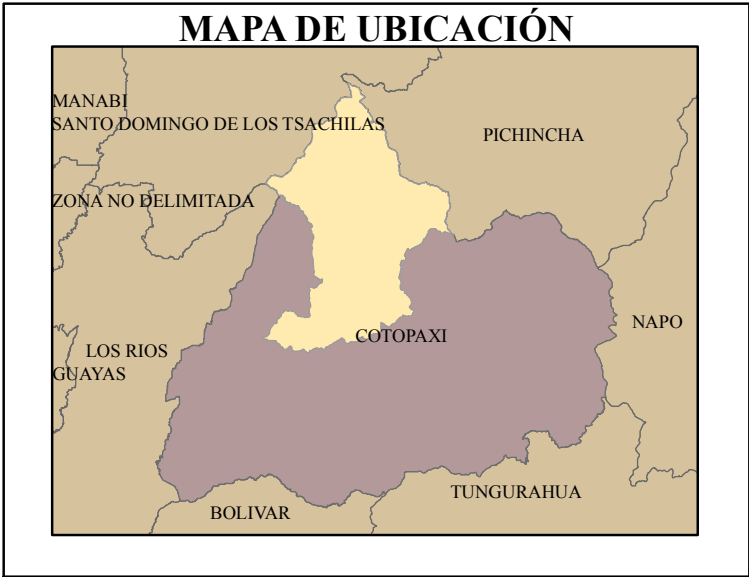 MAPA DE UBICACIÓN
MANABI
SANTO DOMINGO DE LOS TSACHILAS
PICHINCHA
ZONA NO DELIMITADA
NAPO
COTOPAXI
LOS RIOS
GUAYAS
TUNGURAHUA
BOLIVAR